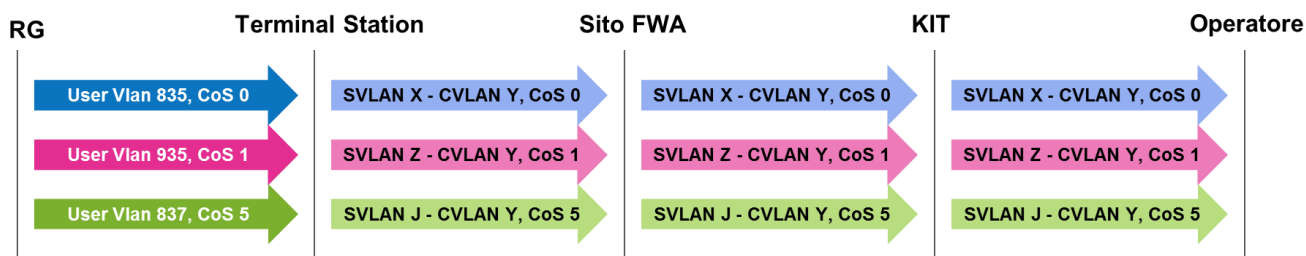 RG
Terminal Station
Sito FWA
KIT
Operatore
User Vlan 835, CoS 0
SVLAN X - CVLAN Y, CoS 0
SVLAN X - CVLAN Y, CoS 0
SVLAN X - CVLAN Y, CoS 0
User Vlan 935, CoS 1
SVLAN Z - CVLAN Y, CoS 1
SVLAN Z - CVLAN Y, CoS 1
SVLAN Z - CVLAN Y, CoS 1
User Vlan 837, CoS 5
SVLAN J - CVLAN Y, CoS 5
SVLAN J - CVLAN Y, CoS 5
SVLAN J - CVLAN Y, CoS 5